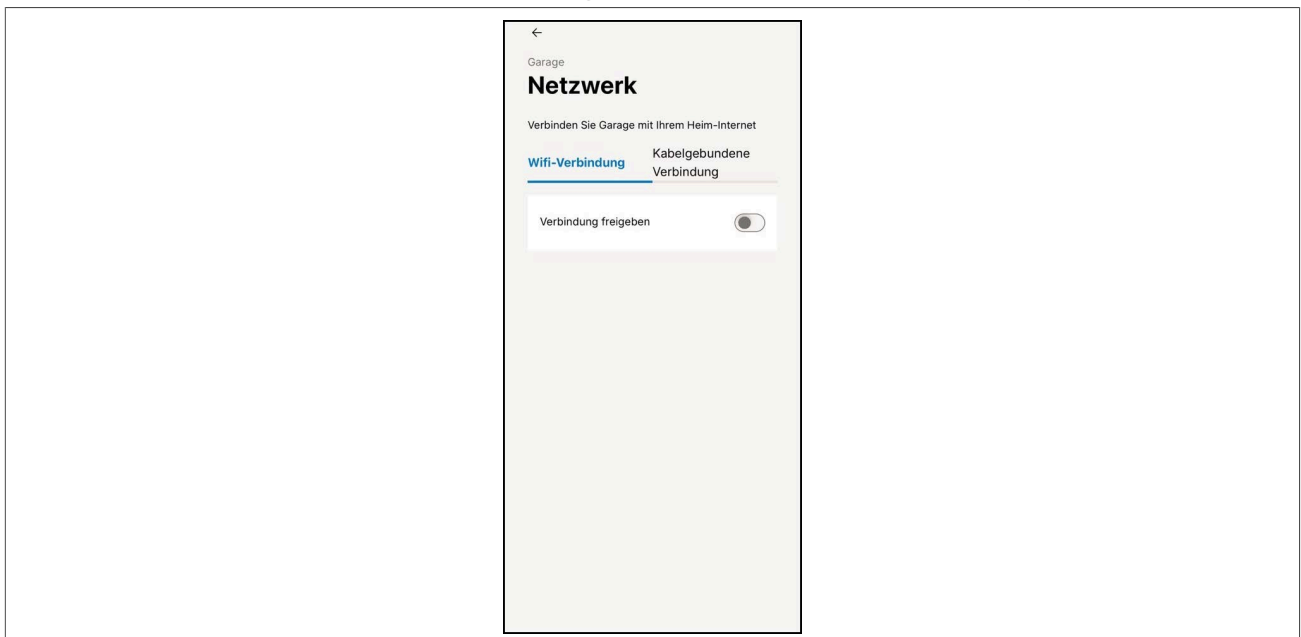 ←
Garage
Netzwerk
Verbinden Sie Garage mit Ihrem Heim-Internet
Wifi-Verbindung
Kabelgebundene
Verbindung
Verbindung freigeben